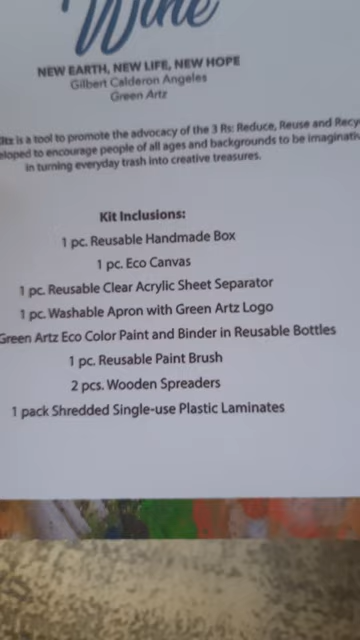 Wine
NEW EARTH, NEW LIFE, NEW HOPE
Gilbert Calderon Angeles
Green Artz
is a tool to promote the advocacy of the 3 Rs: Reduce, Reuse and
to encourage people of all ages and backgrounds to be
in turning everyday trash into creative treasures.
Kit Inclusions:
1 pc. Reusable Handmade Box
1 pc. Eco Canvas
1 pc. Reusable Clear Acrylic Sheet Separator
1 pc. Washable Apron with Green Artz Logo
Green Artz Eco Color Paint and Binder in Reusable Bottles
1 pc. Reusable Paint Brush
2 pcs. Wooden Spreaders
1 pack Shredded Single-use Plastic Laminates